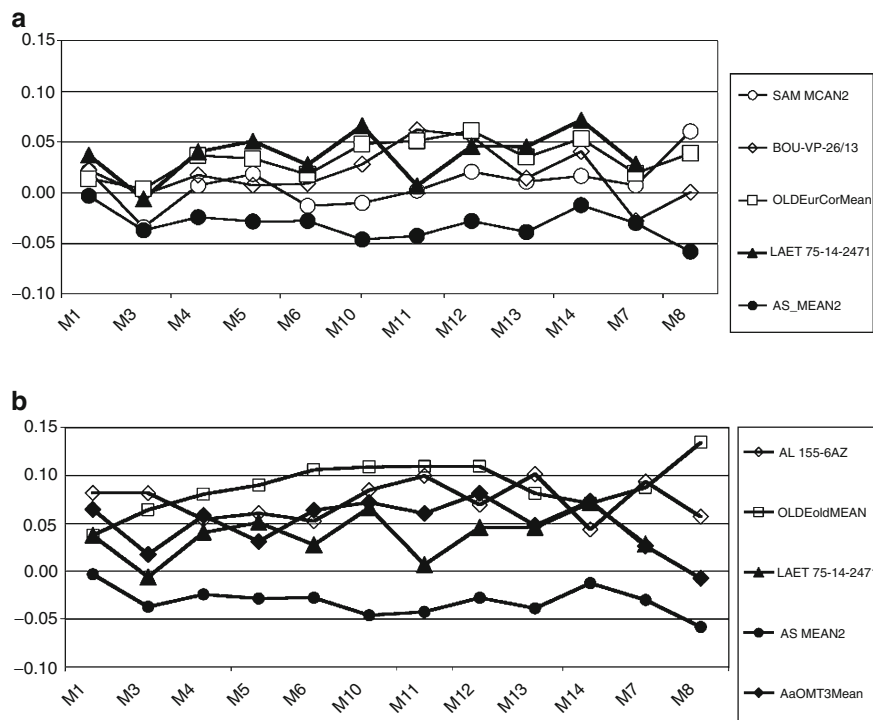 a
0.15
0.10
0.05
0.00
−0.05
−0.10
M1 M3 M4 M5 M6 M10 M11 M12 M13 M14 M7 M8
SAM MCAN2
BOU-VP-26/13
OLDEurCorMean
LAET 75-14-2471
AS_MEAN2
b
0.15
0.10
0.05
0.00
−0.05
−0.10
M1 M3 M4 M5 M6 M10 M11 M12 M13 M14 M7 M8
AL 155-6AZ
OLDEoldMEAN
LAET 75-14-2471
AS MEAN2
AaOMT3Mean